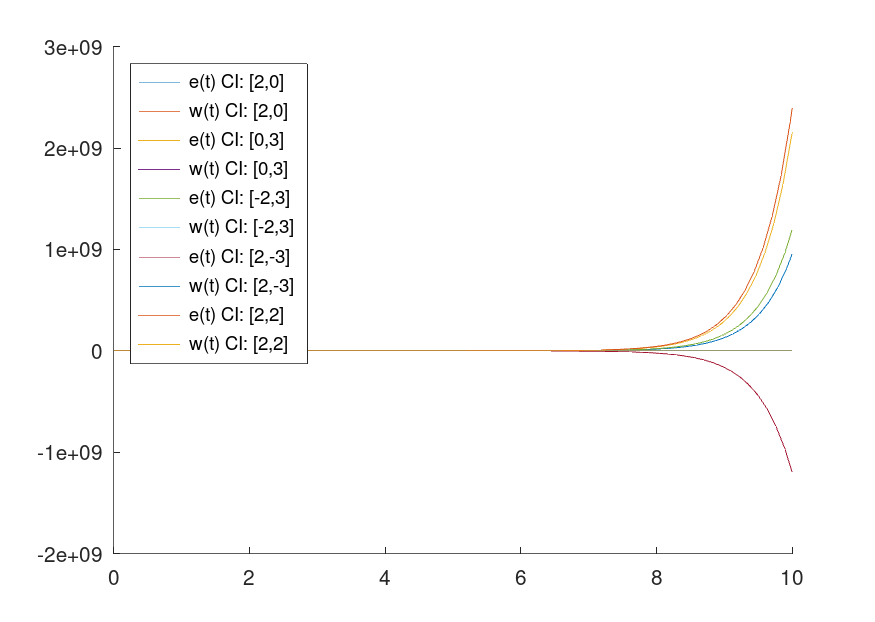 3e+09
2e+09
1e+09
0
-1e+09
-2e+09
e(t) CI: [2,0]
w(t) CI: [2,0]
e(t) CI: [0,3]
w(t) CI: [0,3]
e(t) CI: [-2,3]
w(t) CI: [-2,3]
e(t) CI: [2,-3]
w(t) CI: [2,-3]
e(t) CI: [2,2]
w(t) CI: [2,2]
0 2 4 6 8 10